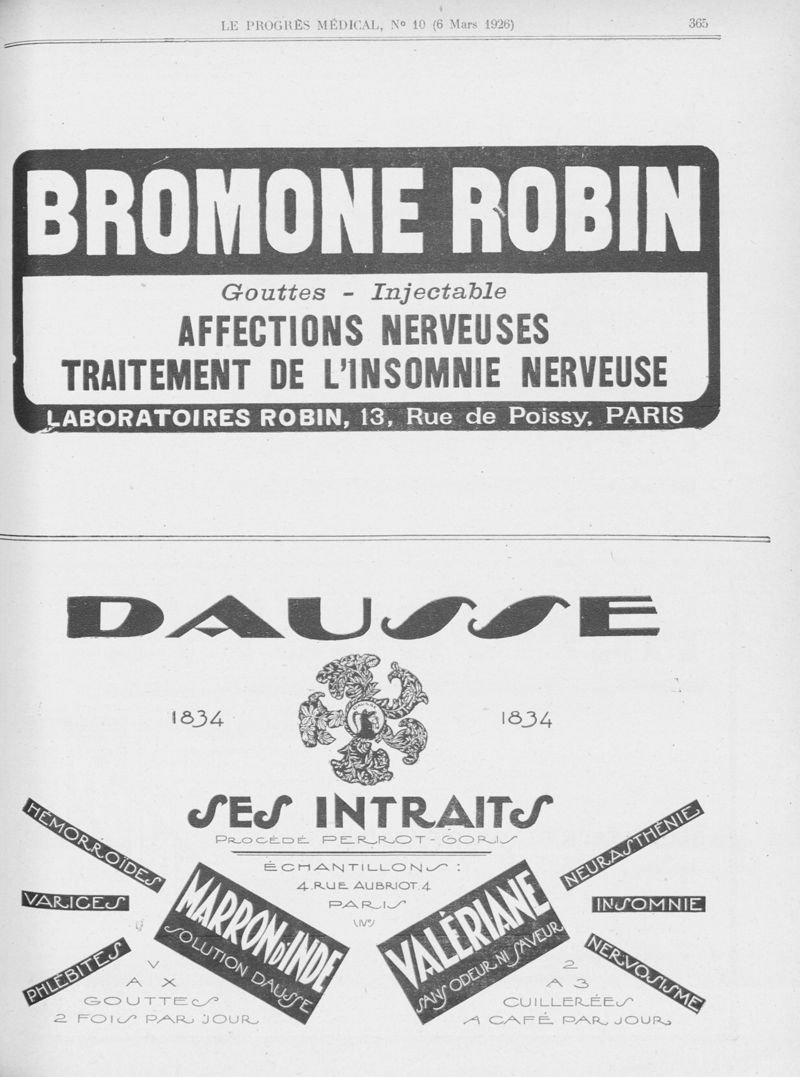 LE PROGRÈS MÉDICAL, Nº 10 (6 Mars 1926) 365
BROMONE ROBIN
Gouttes - Injectable
AFFECTIONS NERVEUSES
TRAITEMENT DE L'INSOMNIE NERVEUSE
LABORATOIRES ROBIN, 13, Rue de Poissy, PARIS
DAUSSE
1834 1834
SES INTRAITS
PROCÉDÉ PERROT-GORIS
ÉCHANTILLONS :
4.RUE AUBRIOT.4
PARIS
(IVe)
HÉMORROÏDES
VARICES
PHLÉBITES
MARRON D'INDE
SOLUTION DAUSSE
V
A X
GOUTTES
2 FOIS PAR JOUR
VALÉRIANE
SANS ODEUR NI SAVEUR
NEURASTHÉNIE
INSOMNIE
NERVOSISME
2
A 3
CUILLERÉES
A CAFÉ PAR JOUR